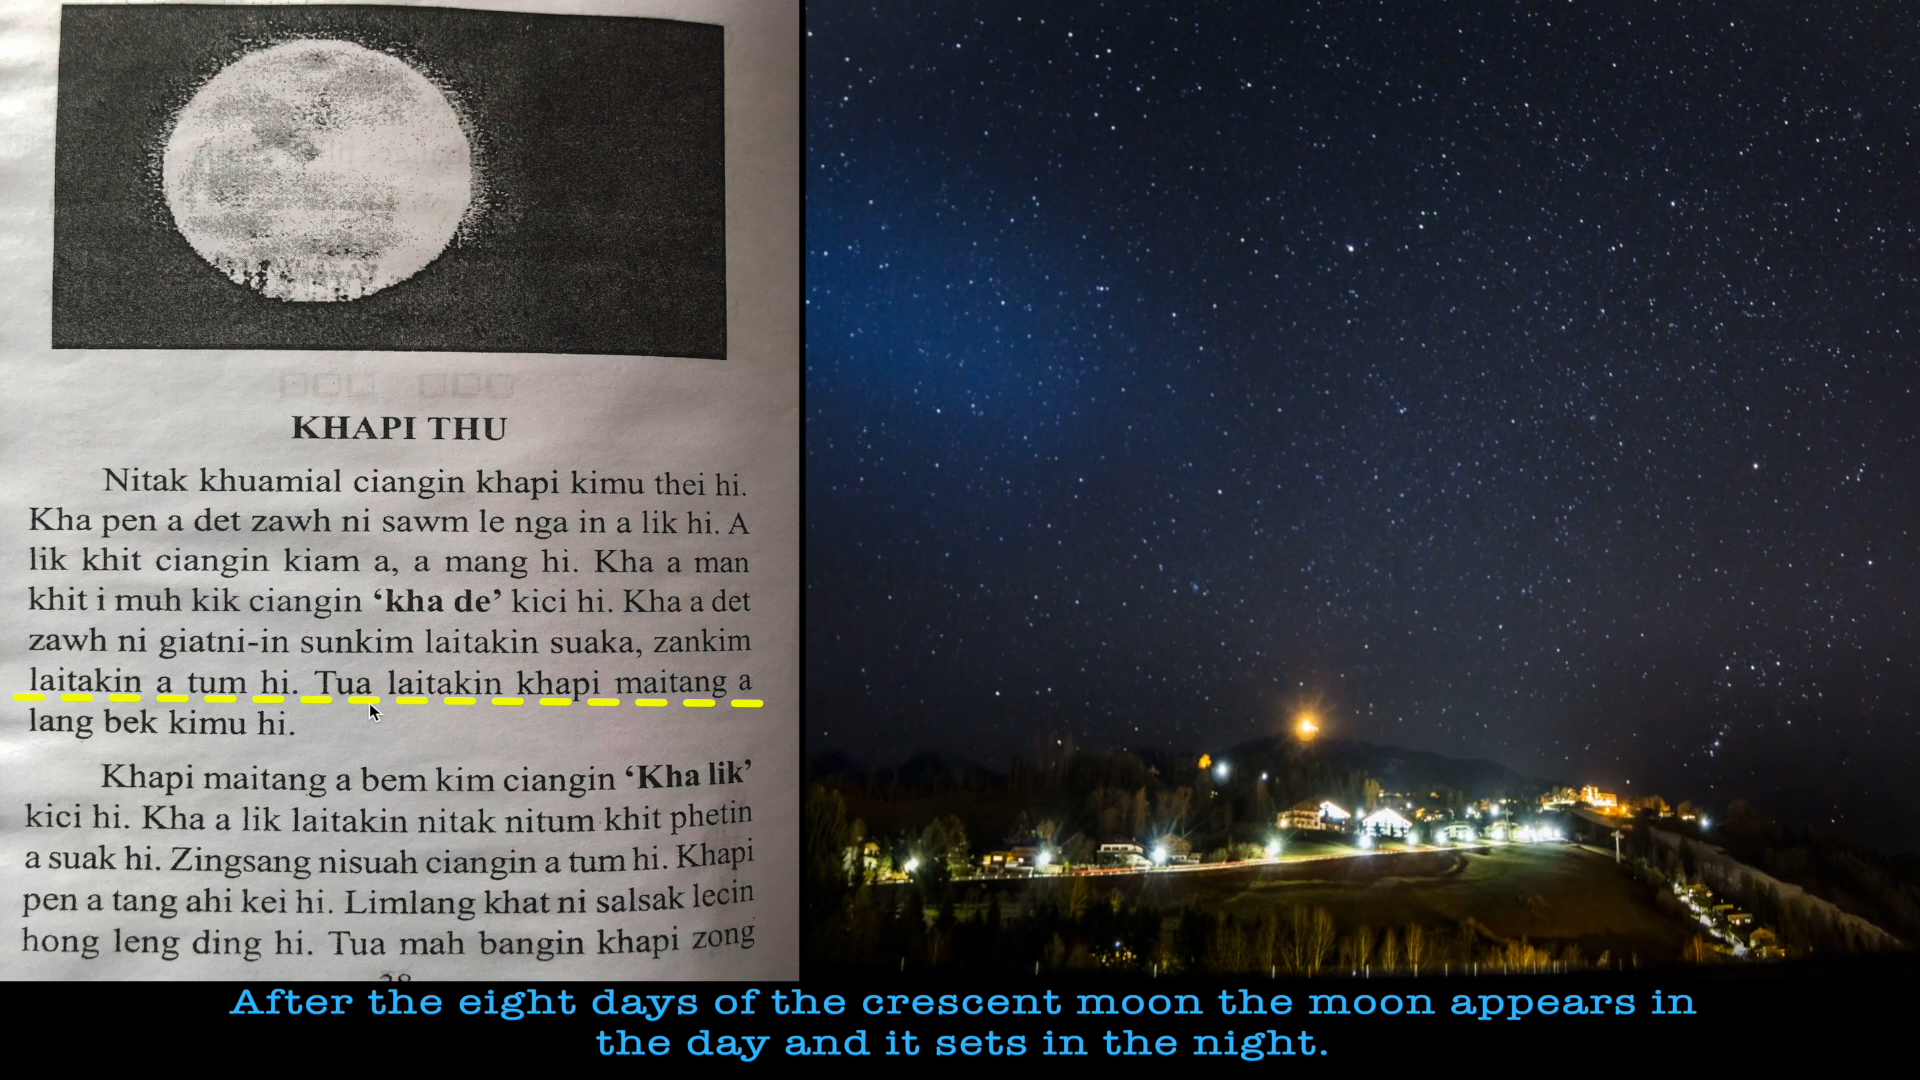 KHAPI THU
Nitak khuamial ciangin khapi kimu thei hi.
Kha pen a det zawh ni sawm le nga in a lik hi. A
lik khit ciangin kiam a, a mang hi. Kha a man
khit i muh kik ciangin ‘kha de’ kici hi. Kha a det
zawh ni giatni-in sunkim laitakin suaka, zankim
laitakin a tum hi. Tua laitakin khapi maitang a
lang bek kimu hi.
Khapi maitang a bem kim ciangin ‘Kha lik’
kici hi. Kha a lik laitakin nitak nitum khit phetin
a suak hi. Zingsang nisuah ciangin a tum hi. Khapi
pen a tang ahi kei hi. Limlang khat ni salsak lecin
hong leng ding hi. Tua mah bangin khapi zong
After the eight days of the crescent moon the moon appears in
the day and it sets in the night.